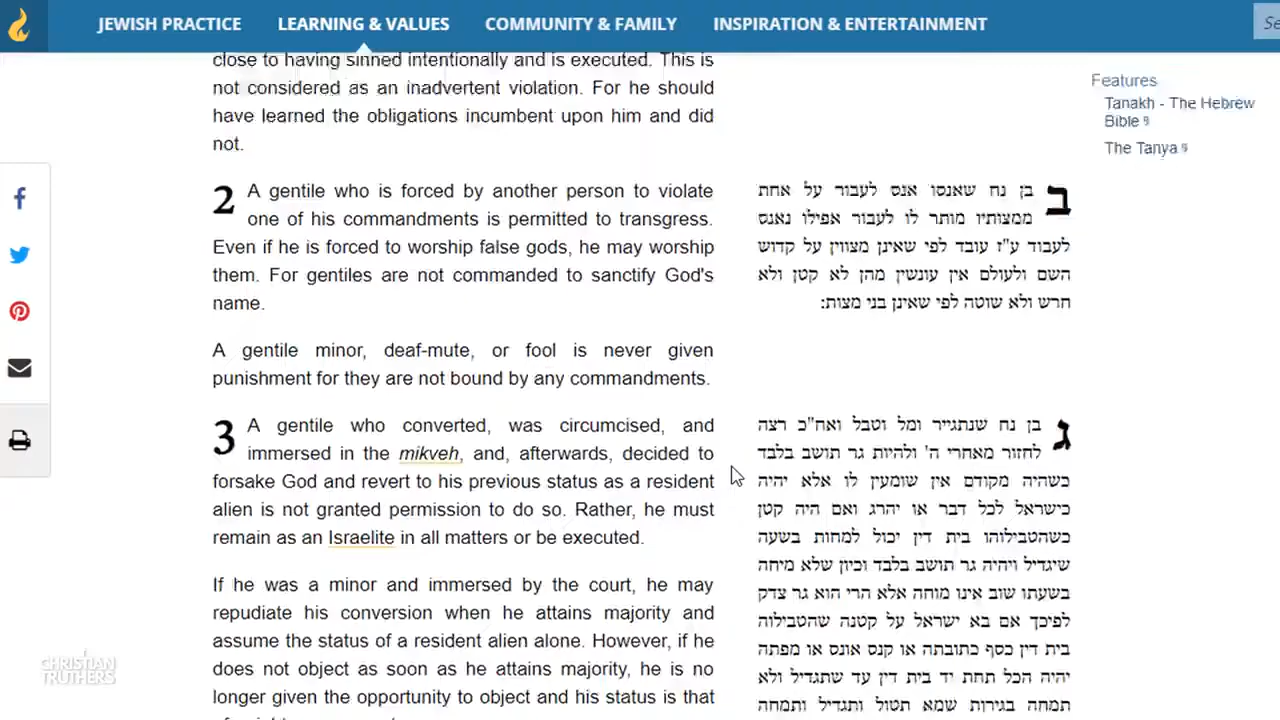 JEWISH PRACTICE
LEARNING & VALUES
COMMUNITY & FAMILY
INSPIRATION & ENTERTAINMENT
Se
close to having sinned intentionally and is executed. This is
not considered as an inadvertent violation. For he should
have learned the obligations incumbent upon him and did
not.
2 A gentile who is forced by another person to violate
one of his commandments is permitted to transgress.
Even if he is forced to worship false gods, he may worship
them. For gentiles are not commanded to sanctify God's
name.
A gentile minor, deaf-mute, or fool is never given
punishment for they are not bound by any commandments.
3 A gentile who converted, was circumcised, and
immersed in the mikveh, and, afterwards, decided to
forsake God and revert to his previous status as a resident
alien is not granted permission to do so. Rather, he must
remain as an Israelite in all matters or be executed.
If he was a minor and immersed by the court, he may
repudiate his conversion when he attains majority and
assume the status of a resident alien alone. However, if he
does not object as soon as he attains majority, he is no
longer given the opportunity to object and his status is that
ב בן נח שאנסו אנס לעבור על אחת
ממצותיו מותר לו לעבור אפילו נאנס
לעבוד ע"ז עובד לפי שאינן מצווין על קדוש
השם ולעולם אין עונשין מהן לא קטן ולא
חרש ולא שוטה לפי שאינן בני מצות:
ג בן נח שנתגייר ומל וטבל ואח"כ רצה
לחזור מאחרי ה' ולהיות גר תושב בלבד
כשהיה מקודם אין שומעין לו אלא יהיה
כישראל לכל דבר או יהרג ואם היה קטן
כשהטבילוהו בית דין יכול למחות בשעה
שיגדיל ויהיה גר תושב בלבד וכיון שלא מיחה
בשעתו שוב אינו מוחה אלא הרי הוא גר צדק
לפיכך אם בא ישראל על קטנה שהטבילוה
בית דין כסף כתובתה או קנס אונס או מפתה
יהיה הכל תחת יד בית דין עד שתגדיל ולא
תמחה בגירות שמא תטול ותגדיל ותמחה
Features
Tanakh - The Hebrew
Bible
The Tanya
CHRISTIAN
TRUTHERS